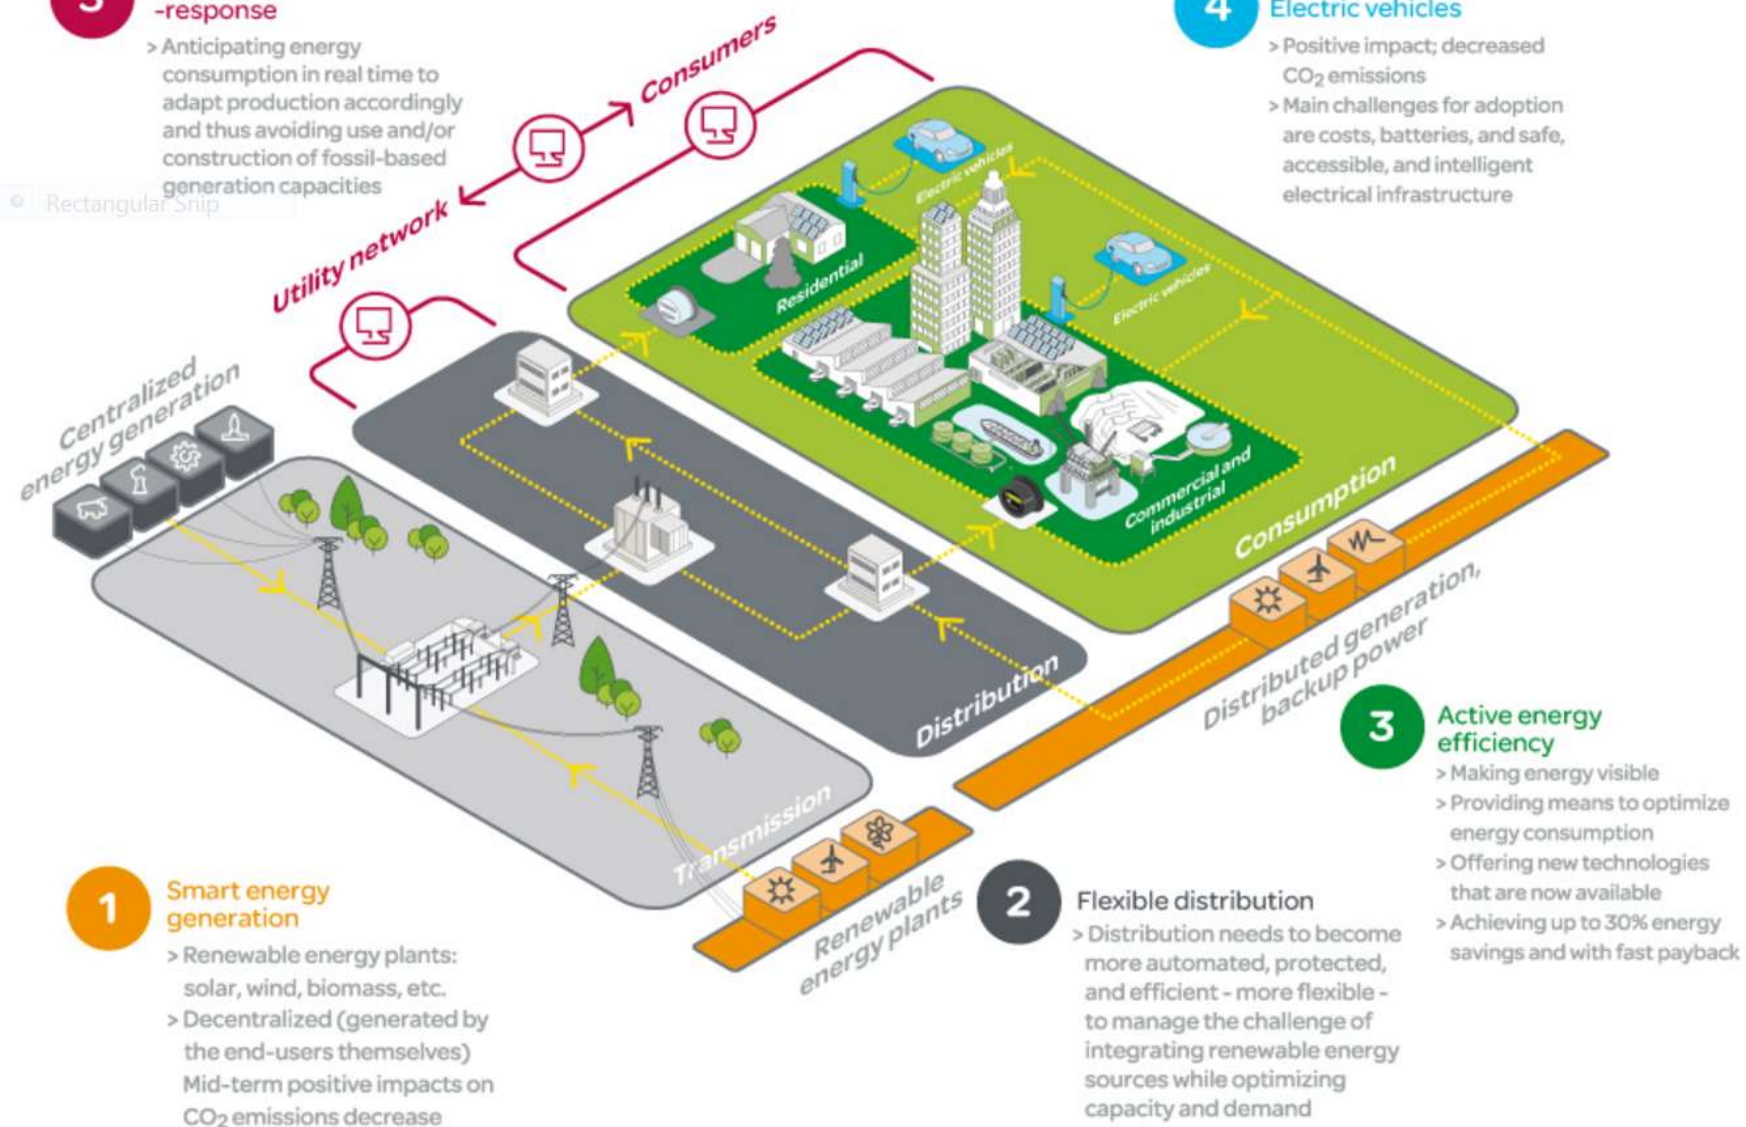 -response
> Anticipating energy
consumption in real time to
adapt production accordingly
and thus avoiding use and/or
construction of fossil-based
generation capacities
Rectangular Snip
4
Electric vehicles
> Positive impact; decreased
CO2 emissions
> Main challenges for adoption
are costs, batteries, and safe,
accessible, and intelligent
electrical infrastructure
Consumers
Utility network
Electric vehicles
Residential
Electric vehicles
Commercial and
industrial
Consumption
Centralized
energy generation
Distribution
Transmission
Distributed generation,
backup power
Renewable
energy plants
1
Smart energy
generation
> Renewable energy plants:
solar, wind, biomass, etc.
> Decentralized (generated by
the end-users themselves)
Mid-term positive impacts on
CO2 emissions decrease
2
Flexible distribution
> Distribution needs to become
more automated, protected,
and efficient - more flexible -
to manage the challenge of
integrating renewable energy
sources while optimizing
capacity and demand
3
Active energy
efficiency
> Making energy visible
> Providing means to optimize
energy consumption
> Offering new technologies
that are now available
> Achieving up to 30% energy
savings and with fast payback